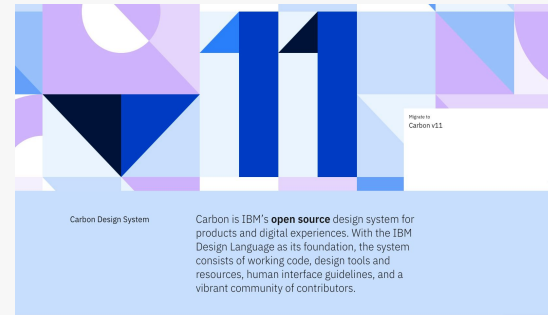 11
Migrate to
Carbon v11
Carbon Design System
Carbon is IBM's open source design system for
products and digital experiences. With the IBM
Design Language as its foundation, the system
consists of working code, design tools and
resources, human interface guidelines, and a
vibrant community of contributors.